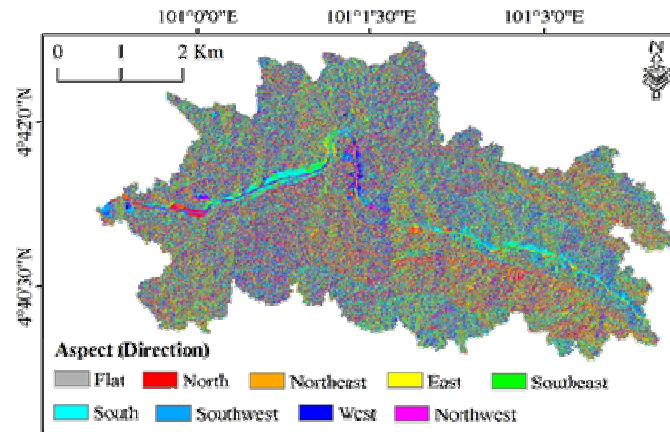 101°0'0"E 101°1'30"E 101°3'0"E
0 1 2 Km
N
4°42'0"N
4°40'30"N
Aspect (Direction)
Flat North Northeast East Southeast
South Southwest West Northwest